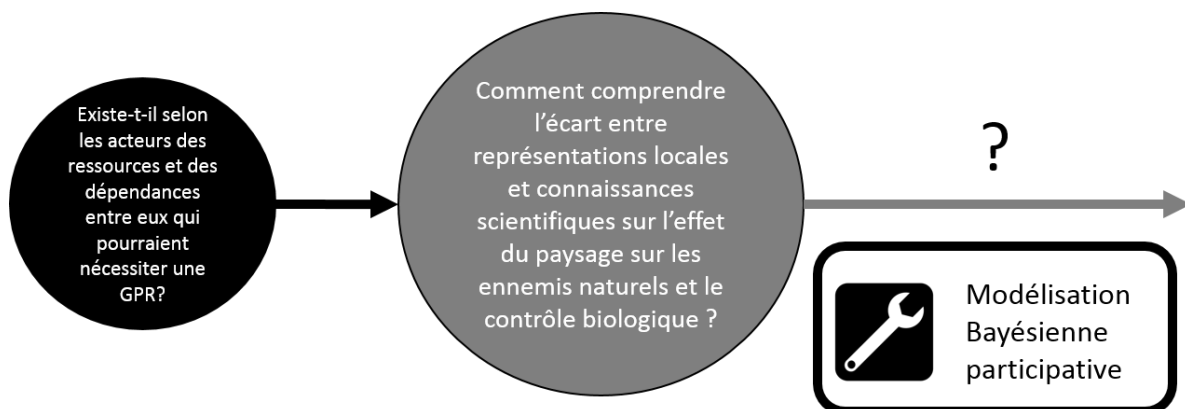 Existe-t-il selon
les acteurs des
ressources et des
dépendances
entre eux qui
pourraient
nécessiter une
GPR?
Comment comprendre
l’écart entre
représentations locales
et connaissances
scientifiques sur l’effet
du paysage sur les
ennemis naturels et le
contrôle biologique ?
?
Modélisation
Bayésienne
participative